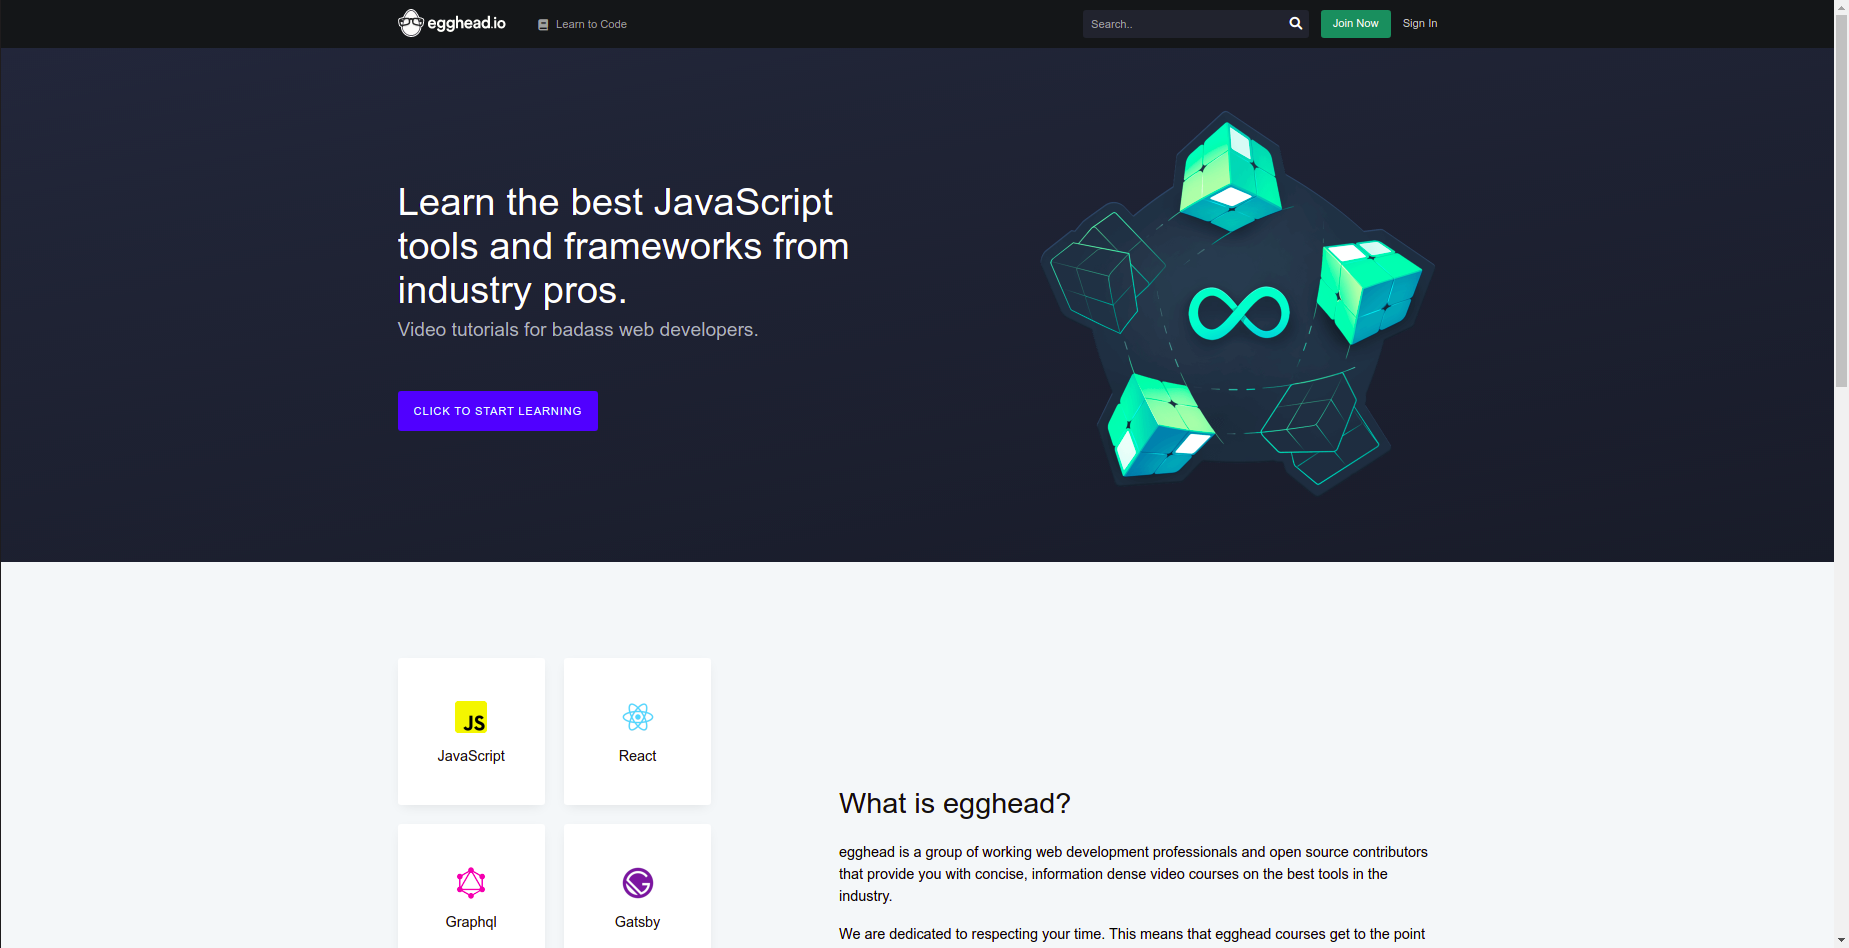 egghead.io
Learn to Code
Search..
Join Now
Sign In
Learn the best JavaScript
tools and frameworks from
industry pros.
Video tutorials for badass web developers.
CLICK TO START LEARNING
JS
JavaScript
React
Graphql
Gatsby
What is egghead?
egghead is a group of working web development professionals and open source contributors
that provide you with concise, information dense video courses on the best tools in the
industry.
We are dedicated to respecting your time. This means that egghead courses get to the point